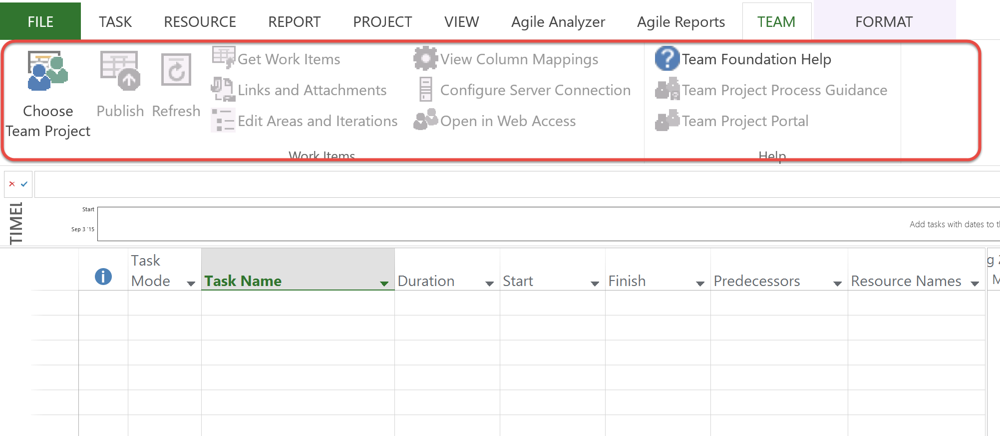 FILE TASK RESOURCE REPORT PROJECT VIEW Agile Analyzer Agile Reports TEAM FORMAT
Choose
Team Project
Publish
Refresh
Get Work Items
Links and Attachments
Edit Areas and Iterations
View Column Mappings
Configure Server Connection
Open in Web Access
Work Items
Team Foundation Help
Team Project Process Guidance
Team Project Portal
Help
TIMEL
Start
Sep 3 '15
Add tasks with dates to
Task
Mode
Task Name
Duration
Start
Finish
Predecessors
Resource Names